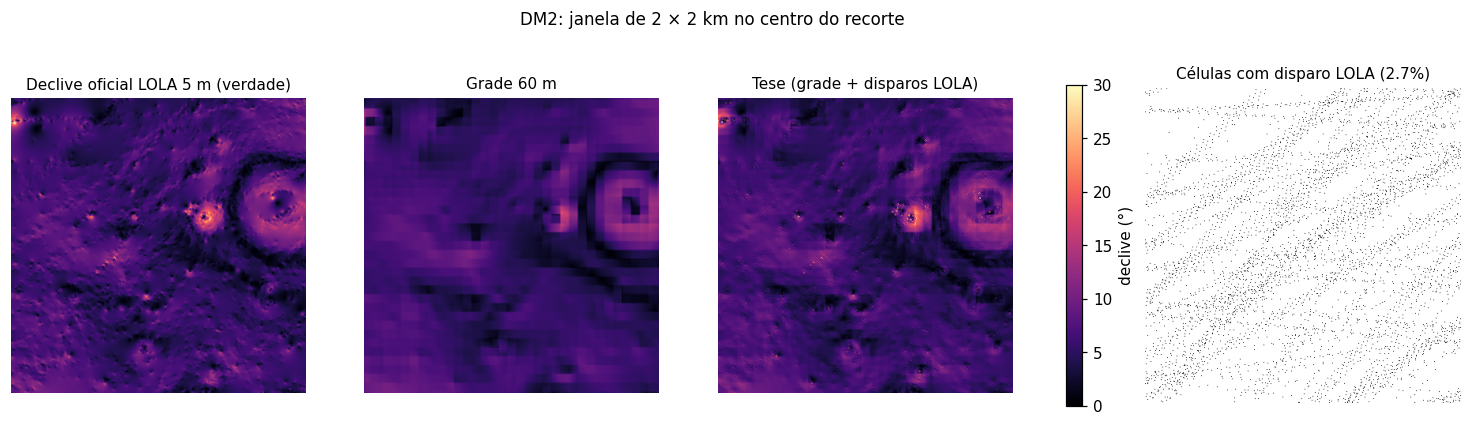 DM2: janela de 2 × 2 km no centro do recorte
Declive oficial LOLA 5 m (verdade)
Grade 60 m
Tese (grade + disparos LOLA)
Células com disparo LOLA (2.7%)
30
25
20
15
10
5
0
declive (°)